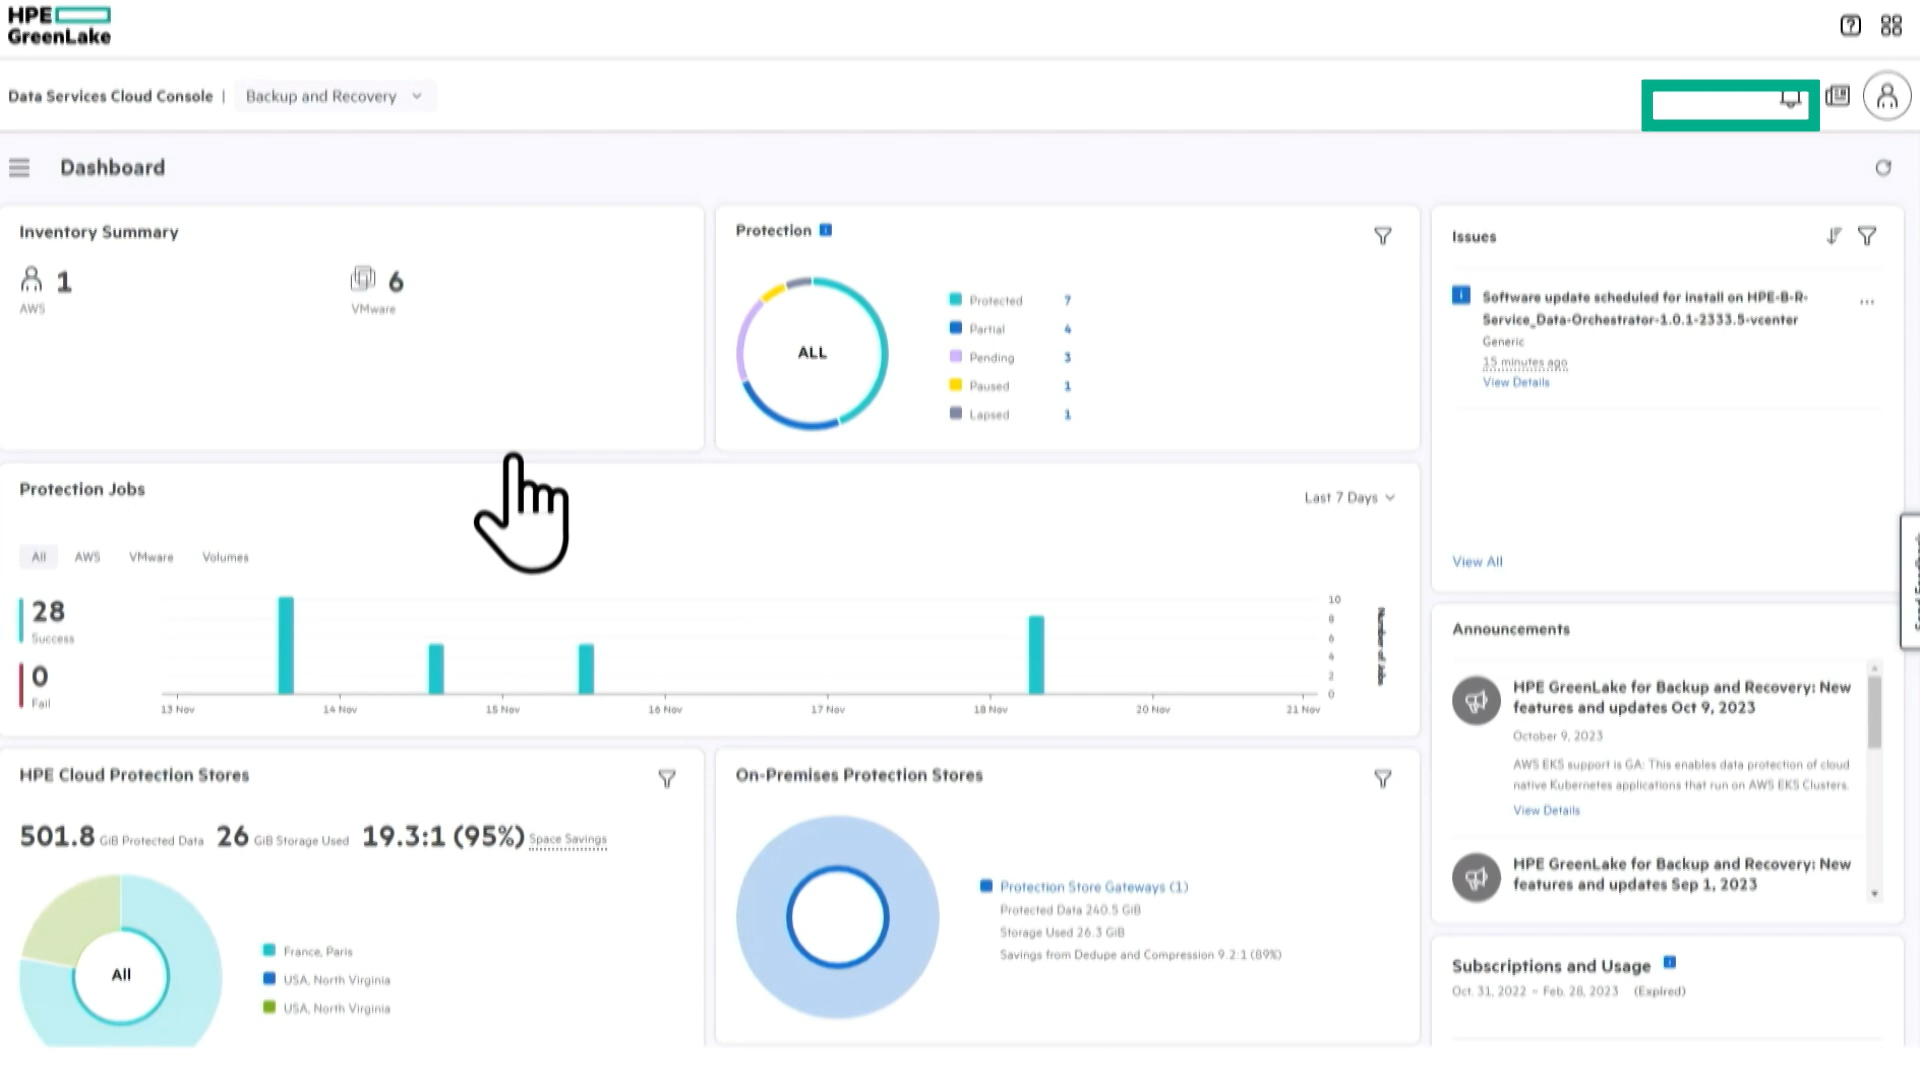 HPE
GreenLake
Data Services Cloud Console | Backup and Recovery
Dashboard
Inventory Summary
1
AWS
6
VMware
Protection
ALL
Protected 7
Partial 4
Pending 3
Paused 1
Lapsed 1
Issues
Software update scheduled for install on HPE-B-R-
Service_Data-Orchestrator-1.0.1-2333.5-vcenter
Generic
15 minutes ago
View Details
View All
Protection Jobs
Last 7 Days
All AWS VMware Volumes
28
Success
0
Fail
10
8
6
4
2
0
Number of Jobs
13 Nov 14 Nov 15 Nov 16 Nov 17 Nov 18 Nov 20 Nov 21 Nov
Announcements
HPE GreenLake for Backup and Recovery: New
features and updates Oct 9, 2023
October 9, 2023
AWS EKS support is GA: This enables data protection of cloud
native Kubernetes applications that run on AWS EKS Clusters.
View Details
HPE GreenLake for Backup and Recovery: New
features and updates Sep 1, 2023
HPE Cloud Protection Stores
501.8 GiB Protected Data 26 GiB Storage Used 19.3:1 (95%) Space Savings
All
France, Paris
USA, North Virginia
USA, North Virginia
On-Premises Protection Stores
Protection Store Gateways (1)
Protected Data 240.5 GiB
Storage Used 26.3 GiB
Savings from Dedupe and Compression 9.2:1 (89%)
Subscriptions and Usage
Oct. 31, 2022 - Feb. 28, 2023 (Expired)